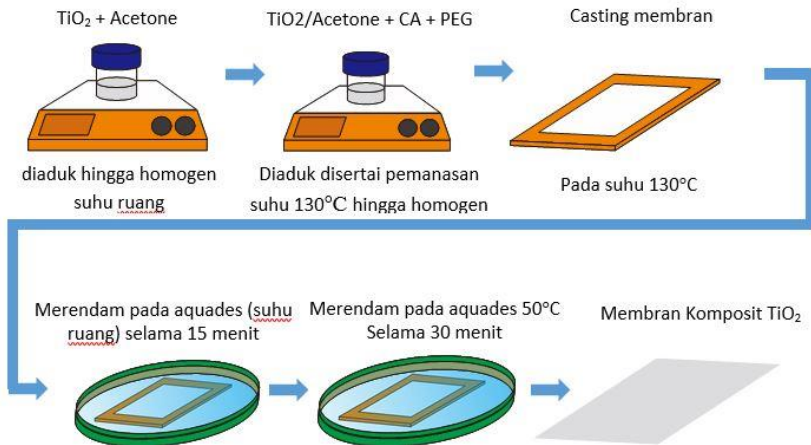 TiO₂ + Acetone
TiO2/Acetone + CA + PEG
Casting membran
diaduk hingga homogen
suhu ruang
Diaduk disertai pemanasan
suhu 130°C hingga homogen
Pada suhu 130°C
Merendam pada aquades (suhu
ruang) selama 15 menit
Merendam pada aquades 50°C
Selama 30 menit
Membran Komposit TiO₂